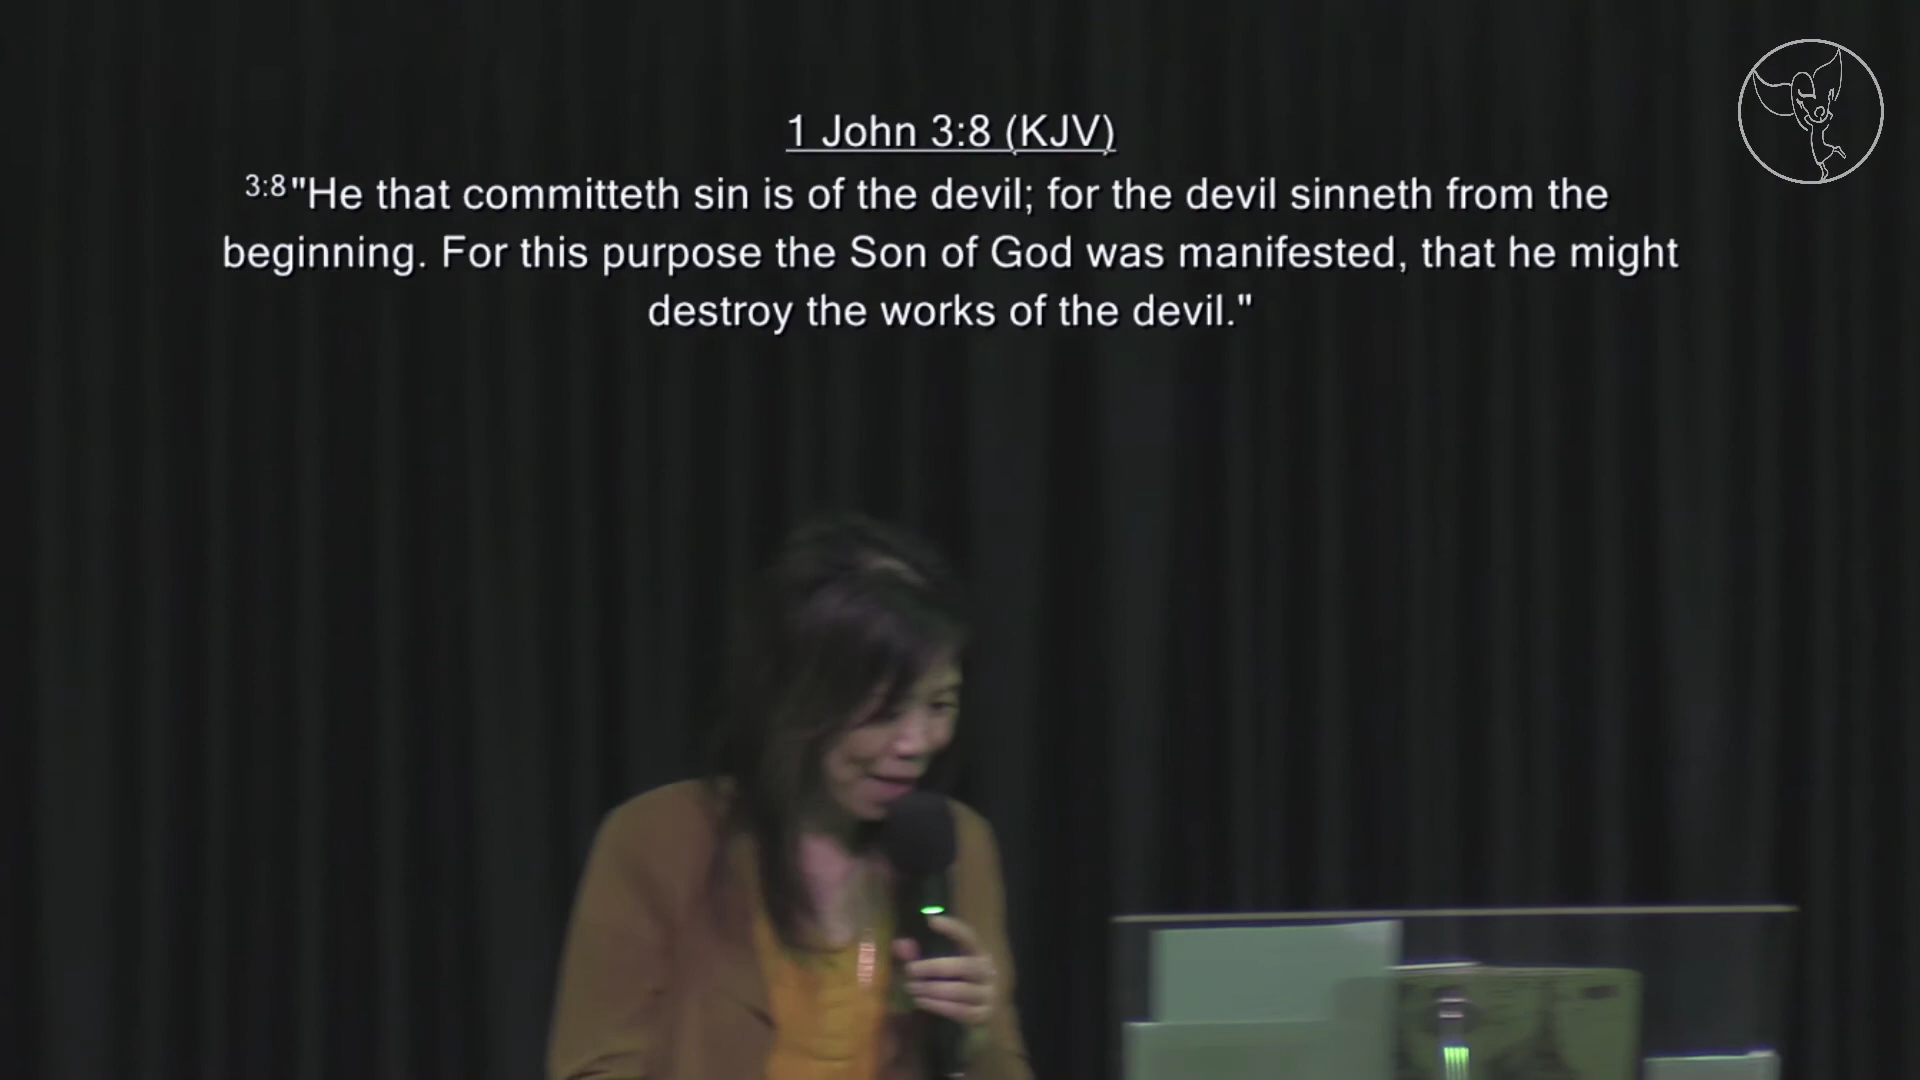 1 John 3:8 (KJV)
3:8"He that committeth sin is of the devil; for the devil sinneth from the
beginning. For this purpose the Son of God was manifested, that he might
destroy the works of the devil."